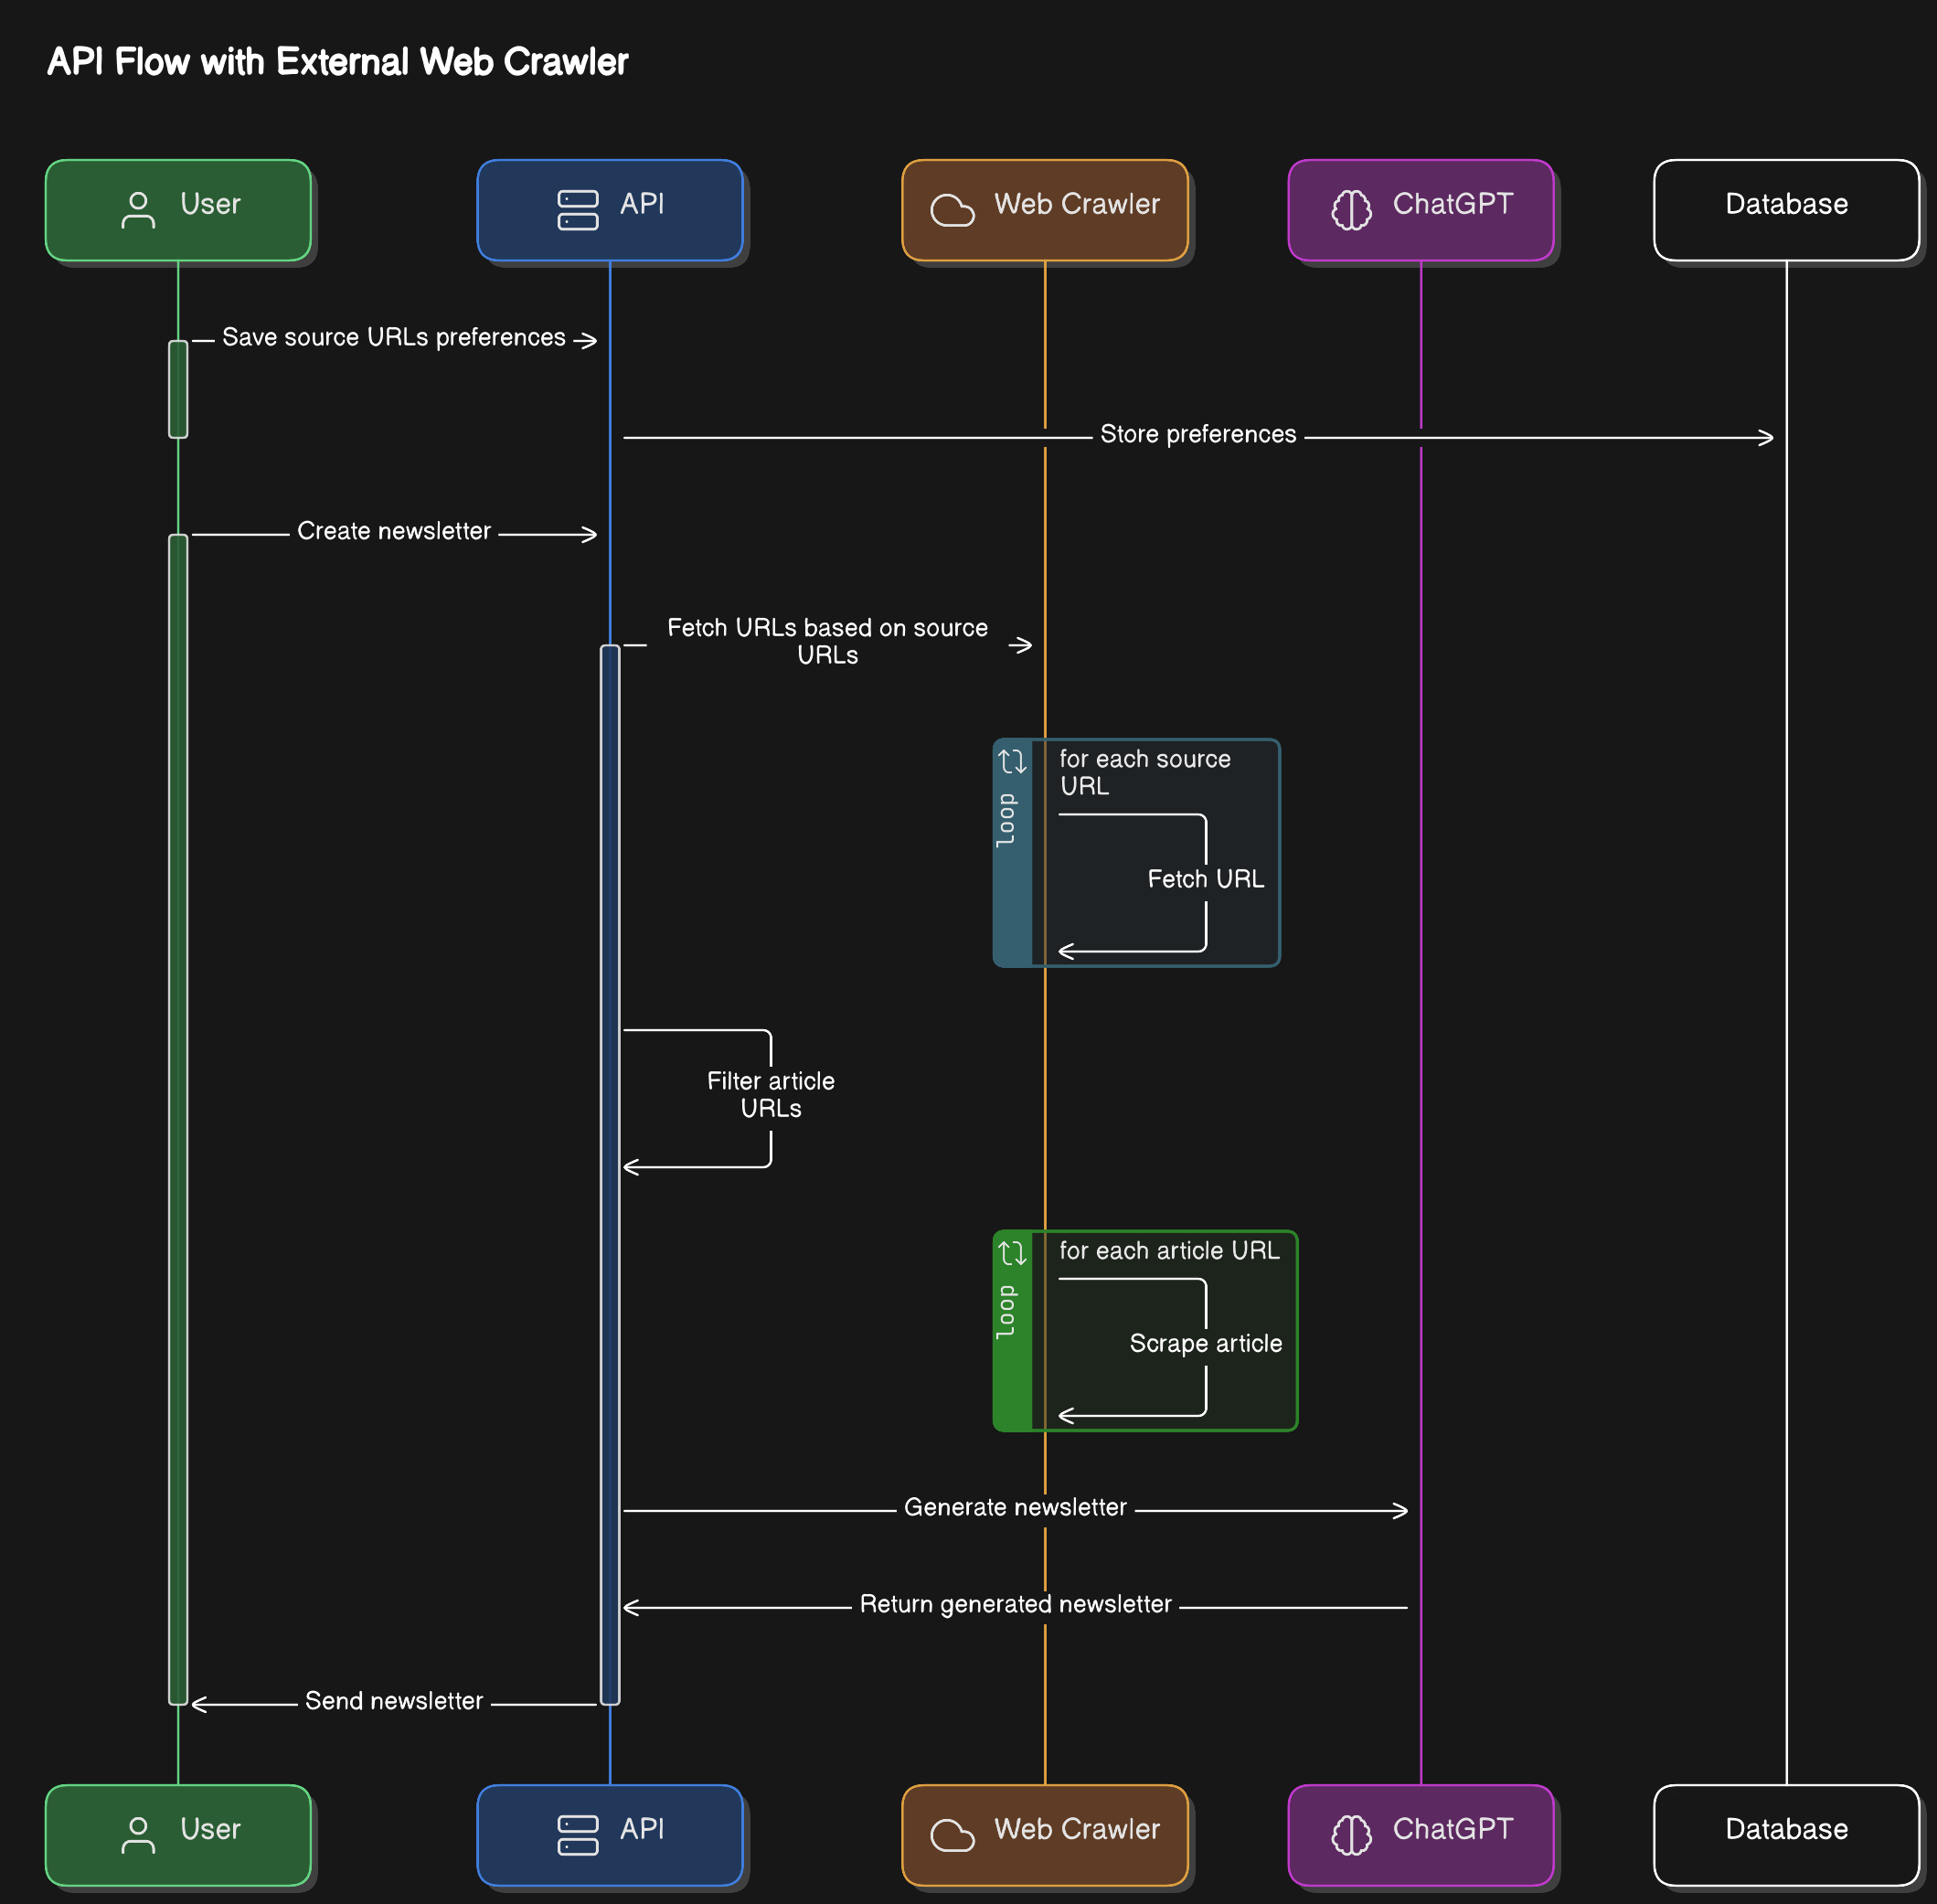 API Flow with External Web Crawler
User
API
Web Crawler
ChatGPT
Database
Save source URLs preferences
Store preferences
Create newsletter
Fetch URLs based on source
URLs
loop
for each source
URL
Fetch URL
Filter article
URLs
loop
for each article URL
Scrape article
Generate newsletter
Return generated newsletter
Send newsletter
User
API
Web Crawler
ChatGPT
Database